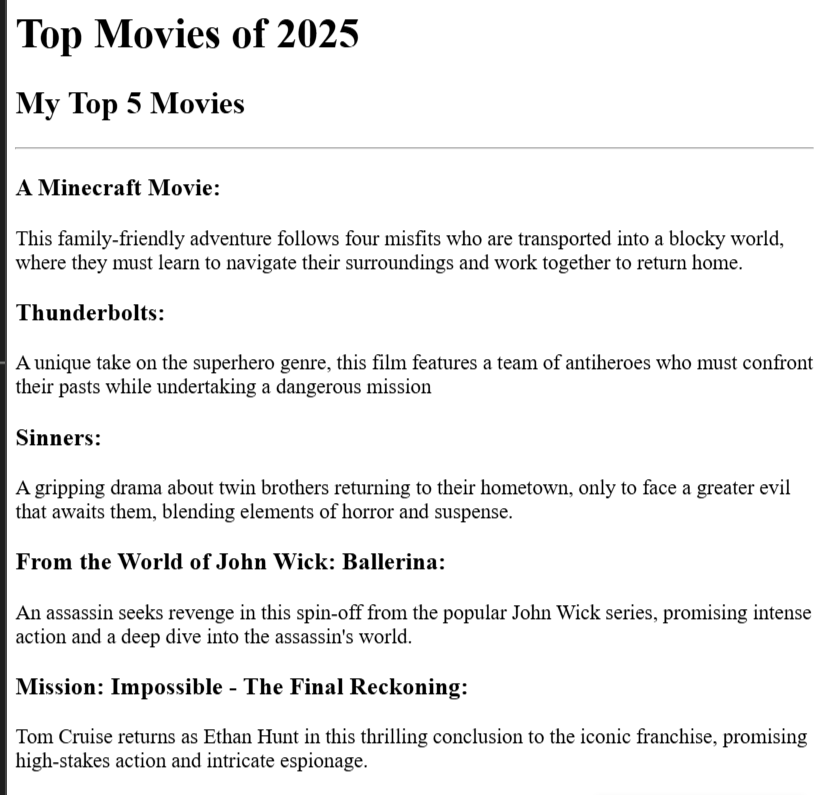 Top Movies of 2025
My Top 5 Movies
A Minecraft Movie:
This family-friendly adventure follows four misfits who are transported into a blocky world,
where they must learn to navigate their surroundings and work together to return home.
Thunderbolts:
A unique take on the superhero genre, this film features a team of antiheroes who must confront
their pasts while undertaking a dangerous mission
Sinners:
A gripping drama about twin brothers returning to their hometown, only to face a greater evil
that awaits them, blending elements of horror and suspense.
From the World of John Wick: Ballerina:
An assassin seeks revenge in this spin-off from the popular John Wick series, promising intense
action and a deep dive into the assassin's world.
Mission: Impossible - The Final Reckoning:
Tom Cruise returns as Ethan Hunt in this thrilling conclusion to the iconic franchise, promising
high-stakes action and intricate espionage.